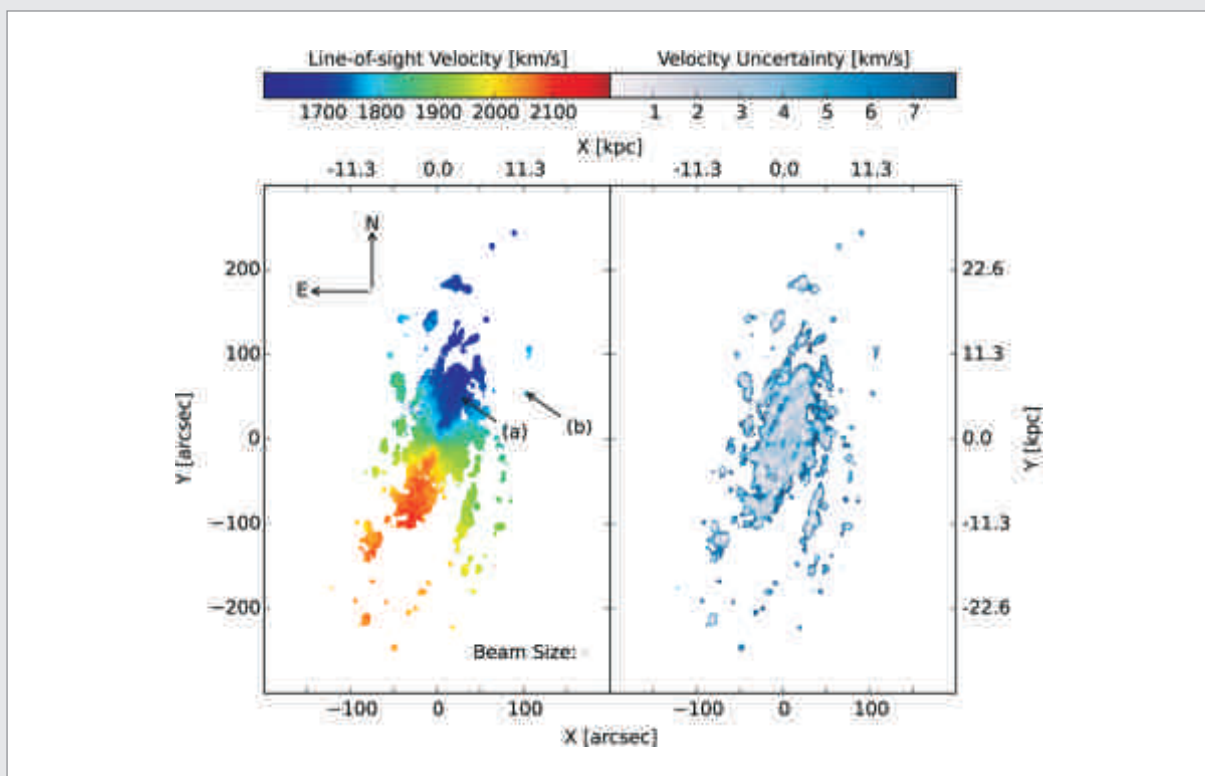 Line-of-sight Velocity [km/s] Velocity Uncertainty [km/s]
1700 1800 1900 2000 2100 1 2 3 4 5 6 7
X [kpc]
-11.3 0.0 11.3 -11.3 0.0 11.3
N
E
200 22.6
100 11.3
(a) (b)
0 0.0
Y [arcsec] Y [kpc]
−100 -11.3
−200 -22.6
Beam Size:
−100 0 100 −100 0 100
X [arcsec]